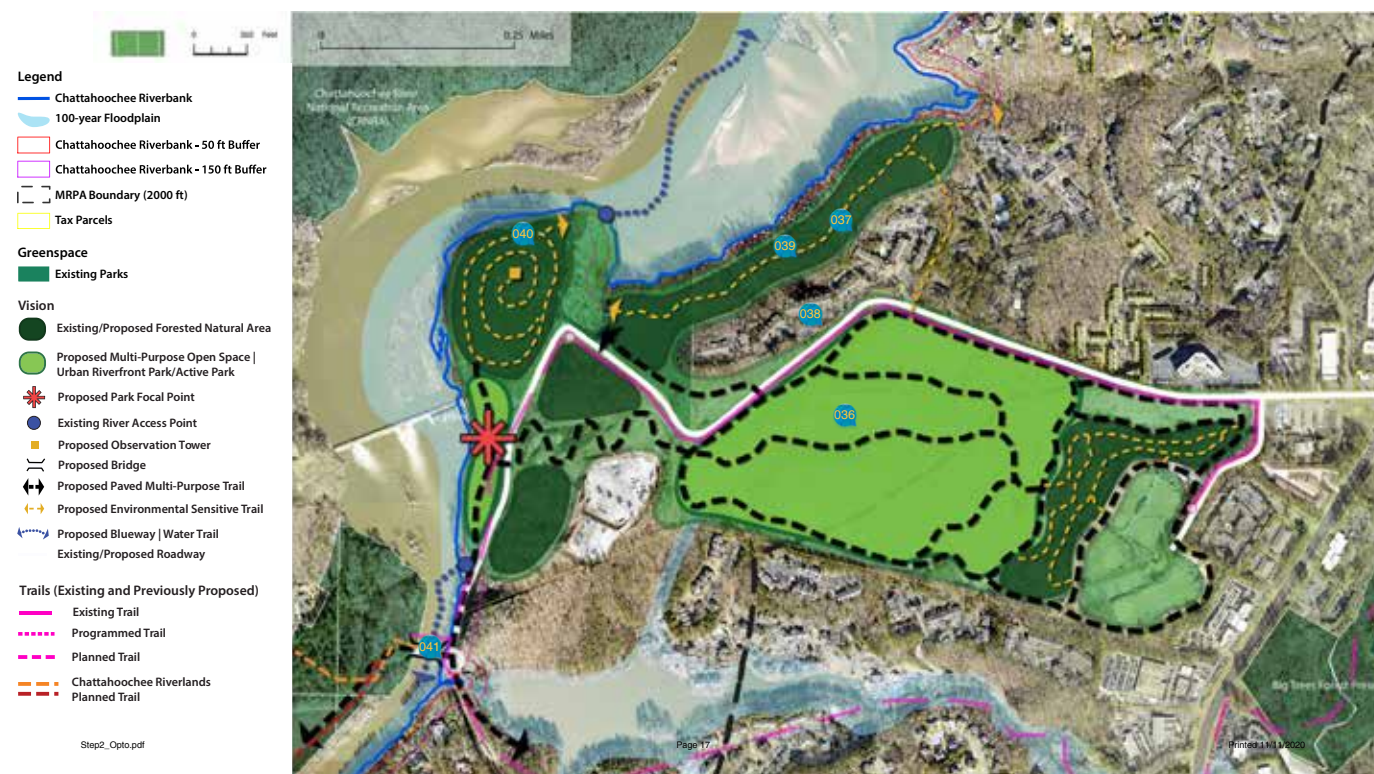 0 Feet
0 0.25 Miles
Chattahoochee River
National Recreation Area
(CRNRA)
Legend
Chattahoochee Riverbank
100-year Floodplain
Chattahoochee Riverbank - 50 ft Buffer
Chattahoochee Riverbank - 150 ft Buffer
MRPA Boundary (2000 ft)
Tax Parcels
Greenspace
Existing Parks
Vision
Existing/Proposed Forested Natural Area
Proposed Multi-Purpose Open Space |
Urban Riverfront Park/Active Park
Proposed Park Focal Point
Existing River Access Point
Proposed Observation Tower
Proposed Bridge
Proposed Paved Multi-Purpose Trail
Proposed Environmental Sensitive Trail
Proposed Blueway | Water Trail
Existing/Proposed Roadway
Trails (Existing and Previously Proposed)
Existing Trail
Programmed Trail
Planned Trail
Chattahoochee Riverlands
Planned Trail
037
040
039
038
036
041
Big Trees Forest
Step2_Opto.pdf
Page 17
Printed 11/11/2020